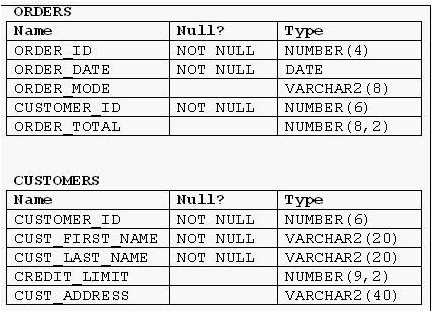 ORDERS
Name Null? Type
ORDER_ID NOT NULL NUMBER(4)
ORDER_DATE NOT NULL DATE
ORDER_MODE VARCHAR2(8)
CUSTOMER_ID NOT NULL NUMBER(6)
ORDER_TOTAL NUMBER(8,2)
CUSTOMERS
Name Null? Type
CUSTOMER_ID NOT NULL NUMBER(6)
CUST_FIRST_NAME NOT NULL VARCHAR2(20)
CUST_LAST_NAME NOT NULL VARCHAR2(20)
CREDIT_LIMIT NUMBER(9,2)
CUST_ADDRESS VARCHAR2(40)